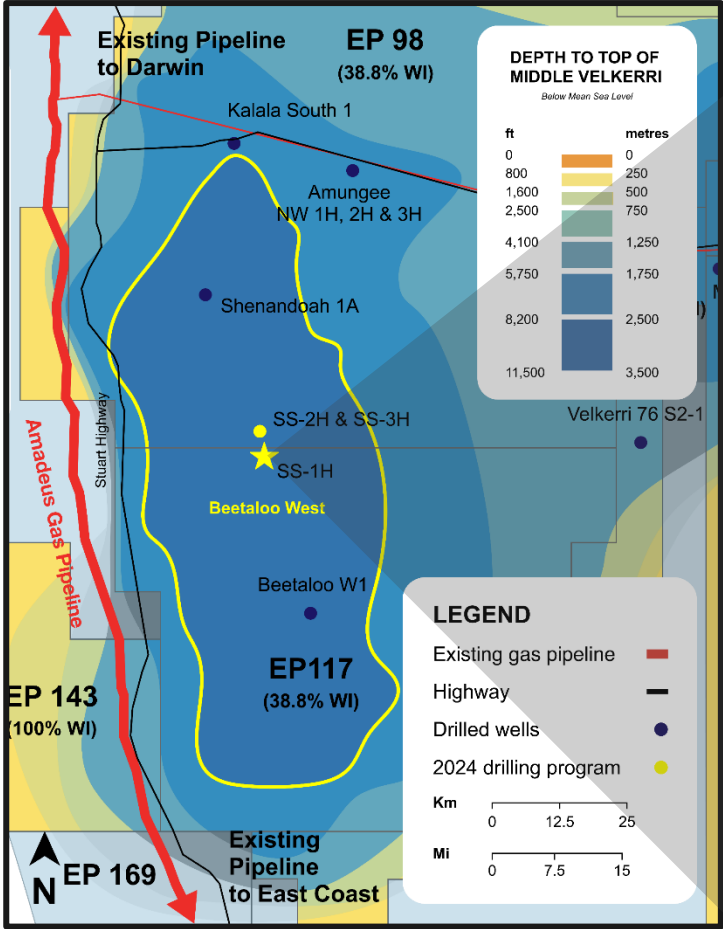 Existing Pipeline
to Darwin
EP 98
(38.8% WI)
Kalala South 1
Amungee
NW 1H, 2H & 3H
Shenandoah 1A
SS-2H & SS-3H
SS-1H
Velkerri 76 S2-1
Beetaloo West
Beetaloo W1
EP117
(38.8% WI)
Stuart Highway
Amadeus Gas Pipeline
EP 143
(100% WI)
EP 169
N
Existing
Pipeline
to East Coast
DEPTH TO TOP OF
MIDDLE VELKERRI
Below Mean Sea Level
ft metres
0 0
800 250
1,600 500
2,500 750
4,100 1,250
5,750 1,750
8,200 2,500
11,500 3,500
LEGEND
Existing gas pipeline
Highway
Drilled wells
2024 drilling program
Km
0 12.5 25
Mi
0 7.5 15